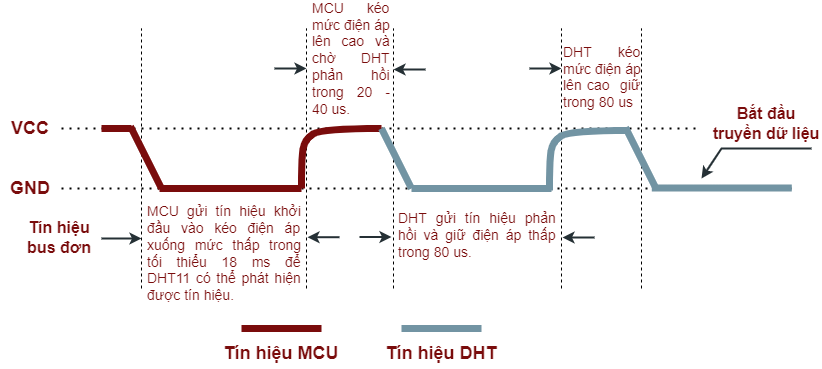 MCU kéo
mức điện áp
lên cao và
chờ DHT
phản hồi
trong 20 -
40 us.
DHT kéo
mức điện áp
lên cao giữ
trong 80 us
VCC
Bắt đầu
truyền dữ liệu
GND
Tín hiệu
bus đơn
MCU gửi tín hiệu khởi
đầu vào kéo điện áp
xuống mức thấp trong
tối thiểu 18 ms để
DHT11 có thể phát hiện
được tín hiệu.
DHT gửi tín hiệu phản
hồi và giữ điện áp thấp
trong 80 us.
Tín hiệu MCU
Tín hiệu DHT